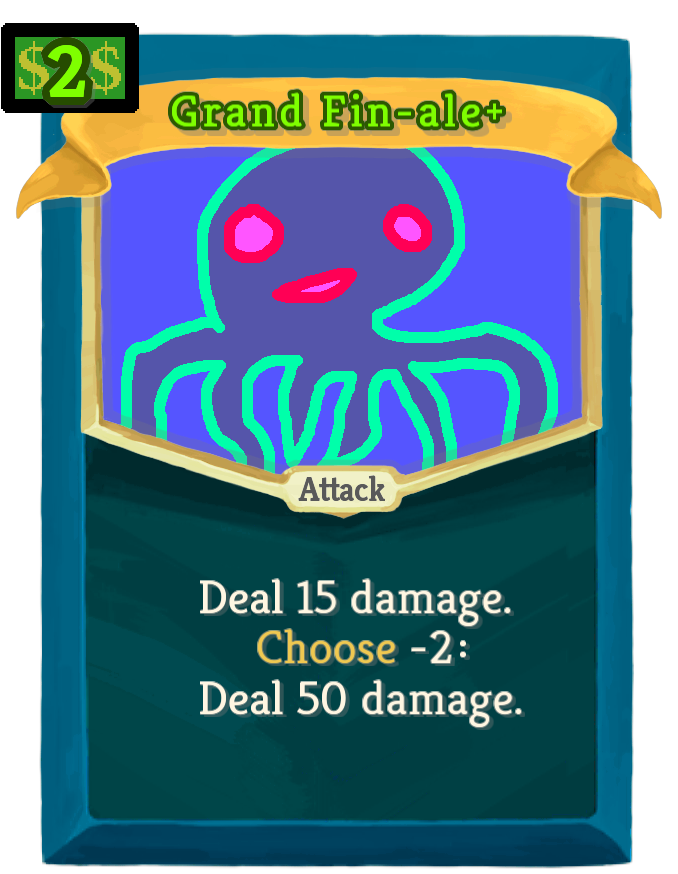 $2$
Grand Fin-ale+
Attack
Deal 15 damage.
Choose -2:
Deal 50 damage.